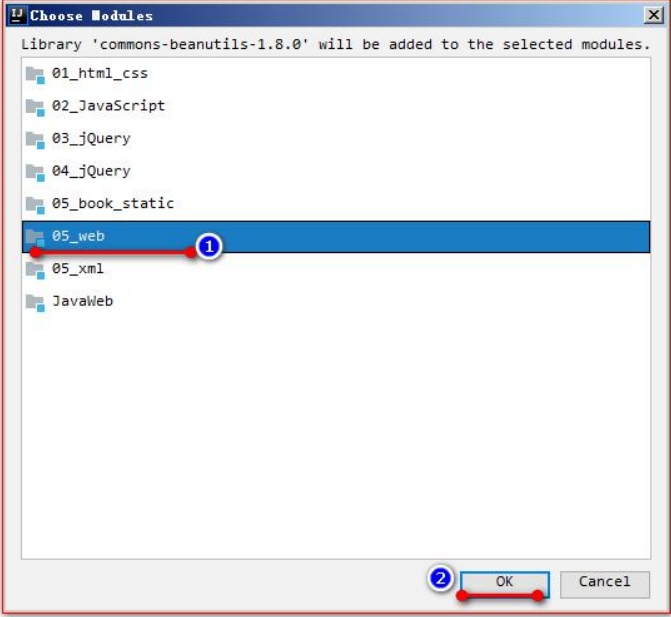 Choose Modules
Library 'commons-beanutils-1.8.0' will be added to the selected modules.
01_html_css
02_JavaScript
03_jQuery
04_jQuery
05_book_static
05_web
1
05_xml
JavaWeb
2
OK Cancel